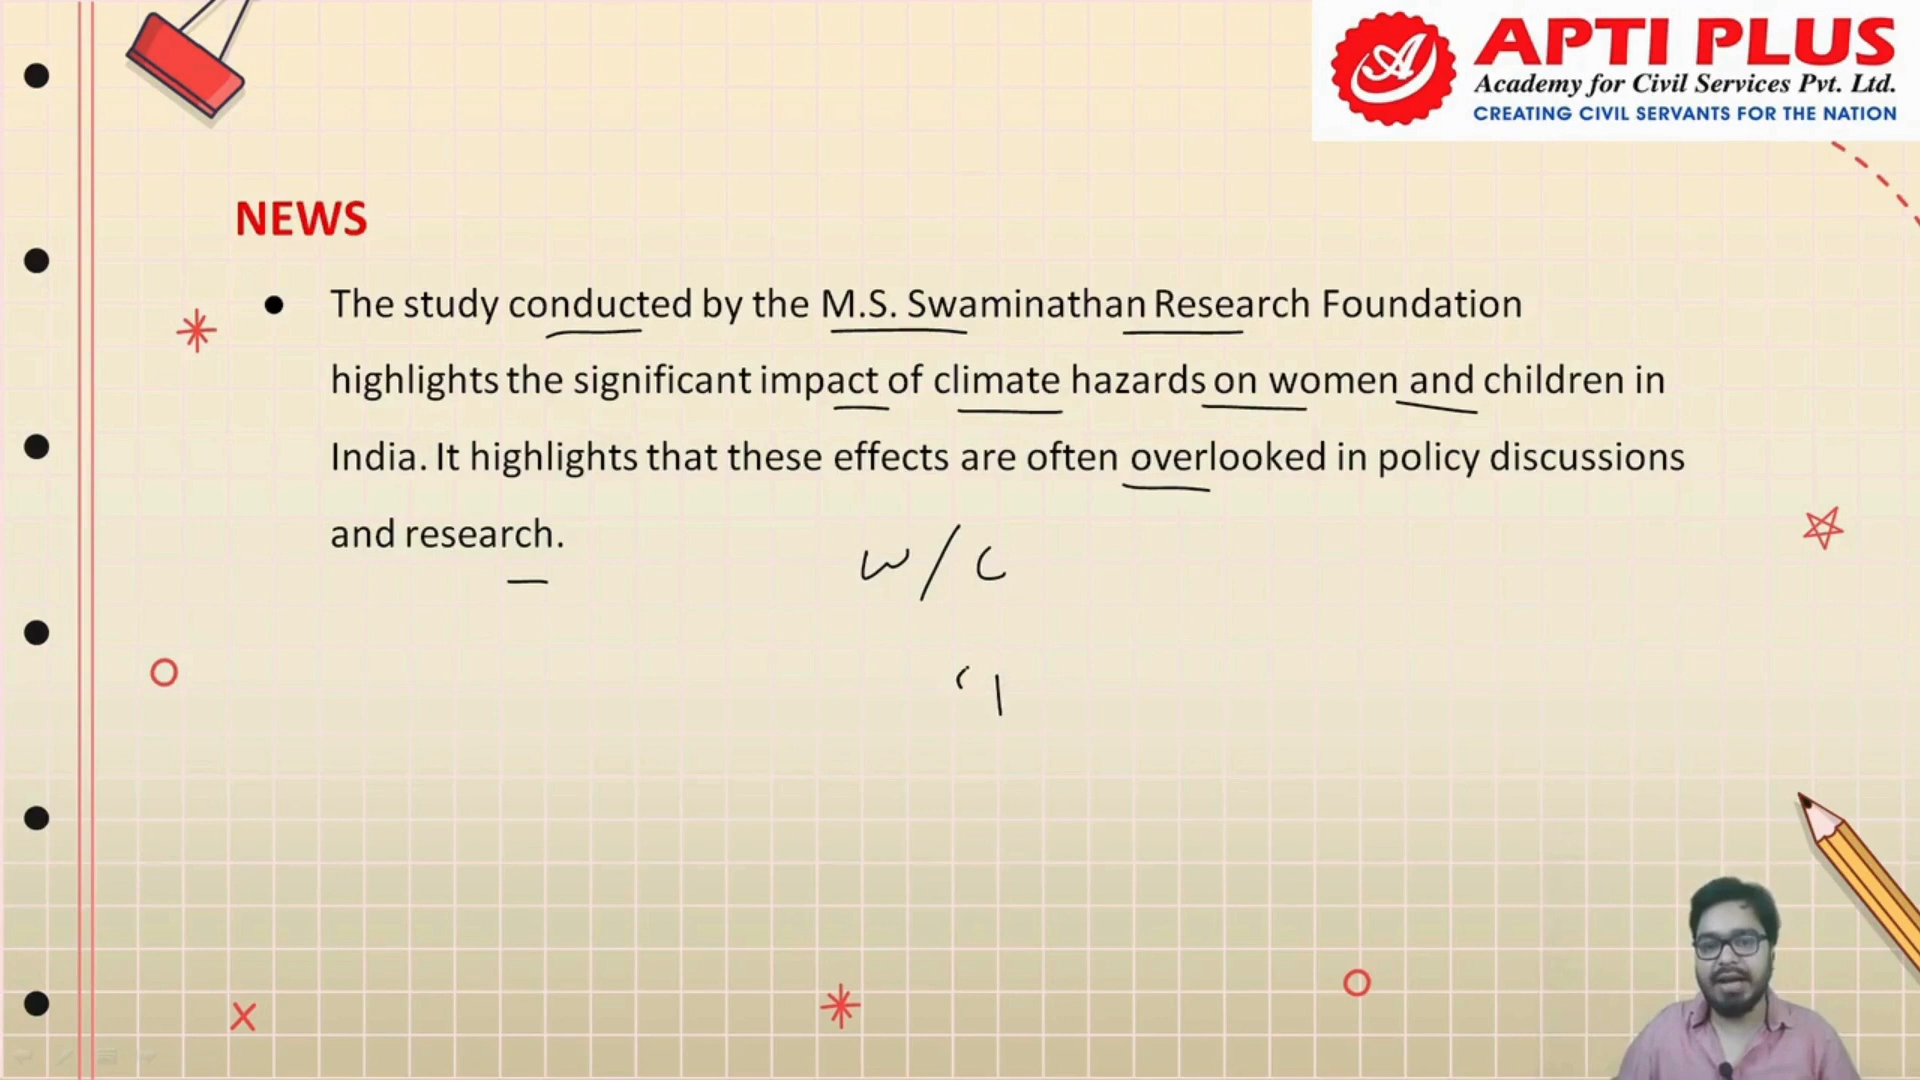 APTI PLUS
Academy for Civil Services Pvt. Ltd.
CREATING CIVIL SERVANTS FOR THE NATION
NEWS
● The study conducted by the M.S. Swaminathan Research Foundation
highlights the significant impact of climate hazards on women and children in
India. It highlights that these effects are often overlooked in policy discussions
and research.
W/C